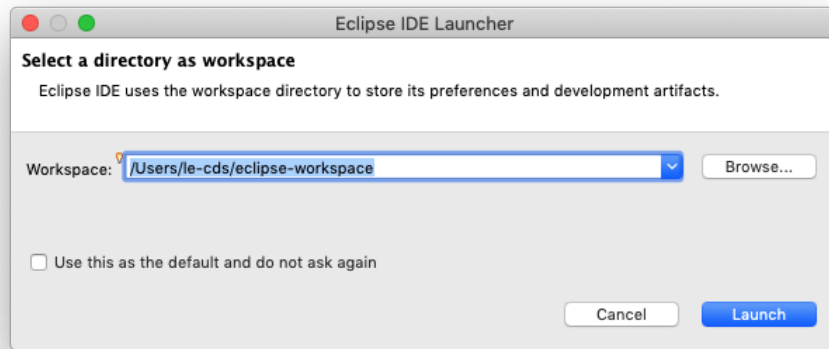 Eclipse IDE Launcher
Select a directory as workspace
Eclipse IDE uses the workspace directory to store its preferences and development artifacts.
Workspace: /Users/le-cds/eclipse-workspace Browse...
Use this as the default and do not ask again
Cancel Launch